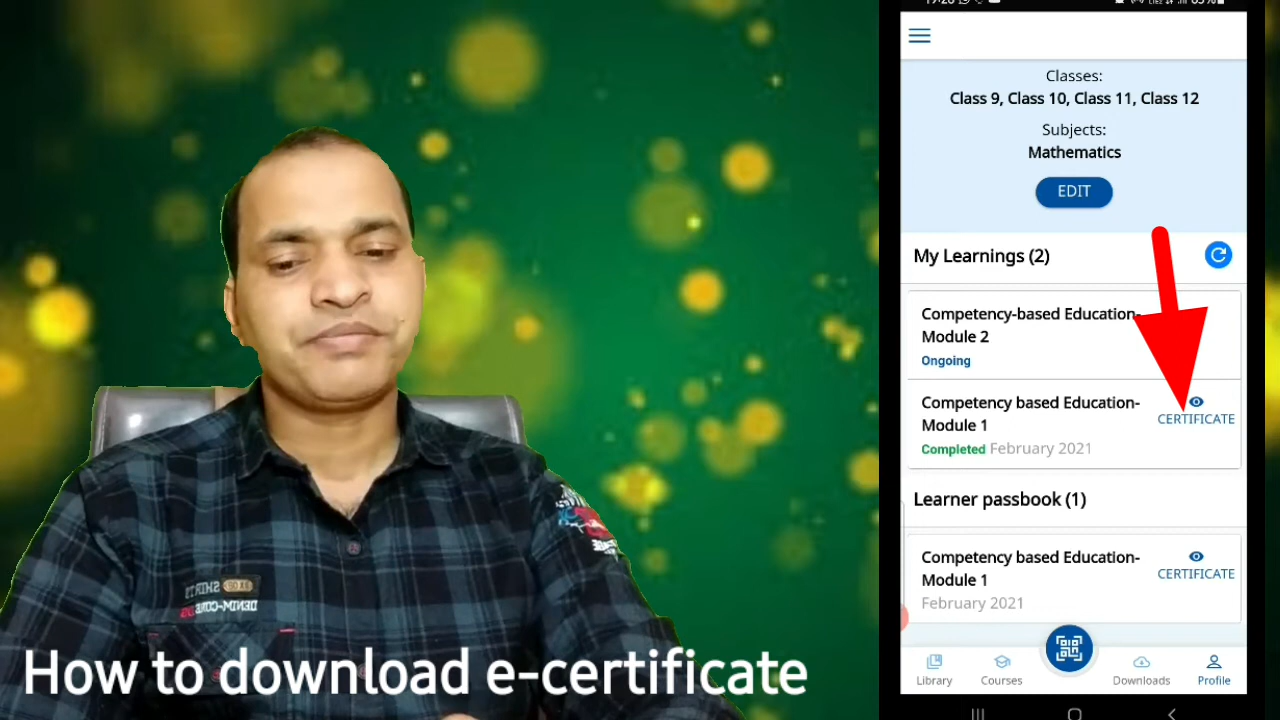 Classes:
Class 9, Class 10, Class 11, Class 12
Subjects:
Mathematics
EDIT
My Learnings (2)
Competency-based Education-
Module 2
Ongoing
Competency based Education-
Module 1
CERTIFICATE
Completed February 2021
Learner passbook (1)
Competency based Education-
Module 1
CERTIFICATE
February 2021
Library
Courses
Downloads
Profile
How to download e-certificate